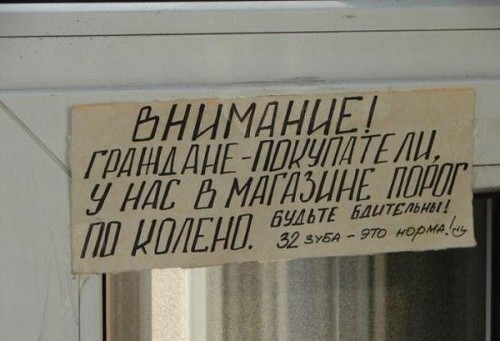 ВНИМАНИЕ!
ГРАЖДАНЕ-ПОКУПАТЕЛИ,
У НАС В МАГАЗИНЕ ПОРОГ
ПО КОЛЕНО. БУДЬТЕ БДИТЕЛЬНЫ!
32 ЗУБА - ЭТО НОРМА!